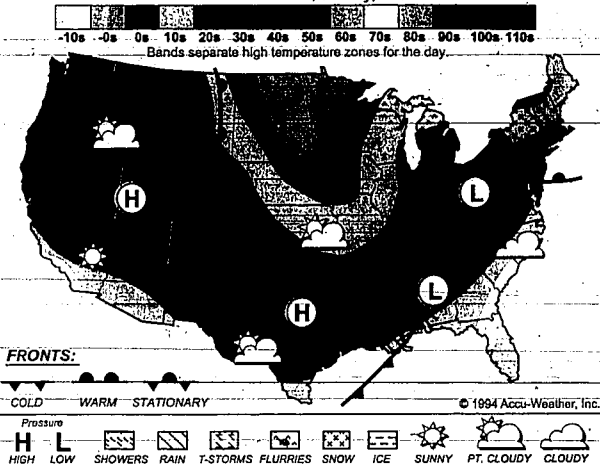 -10s -0s 0s 10s 20s 30s 40s 50s 60s 70s 80s 90s 100s 110s
Bands separate high temperature zones for the day.
H
L
L
H
FRONTS:
COLD WARM STATIONARY
© 1994 Accu-Weather, Inc.
Pressure
H L
HIGH LOW SHOWERS RAIN T-STORMS FLURRIES SNOW ICE SUNNY PT. CLOUDY CLOUDY